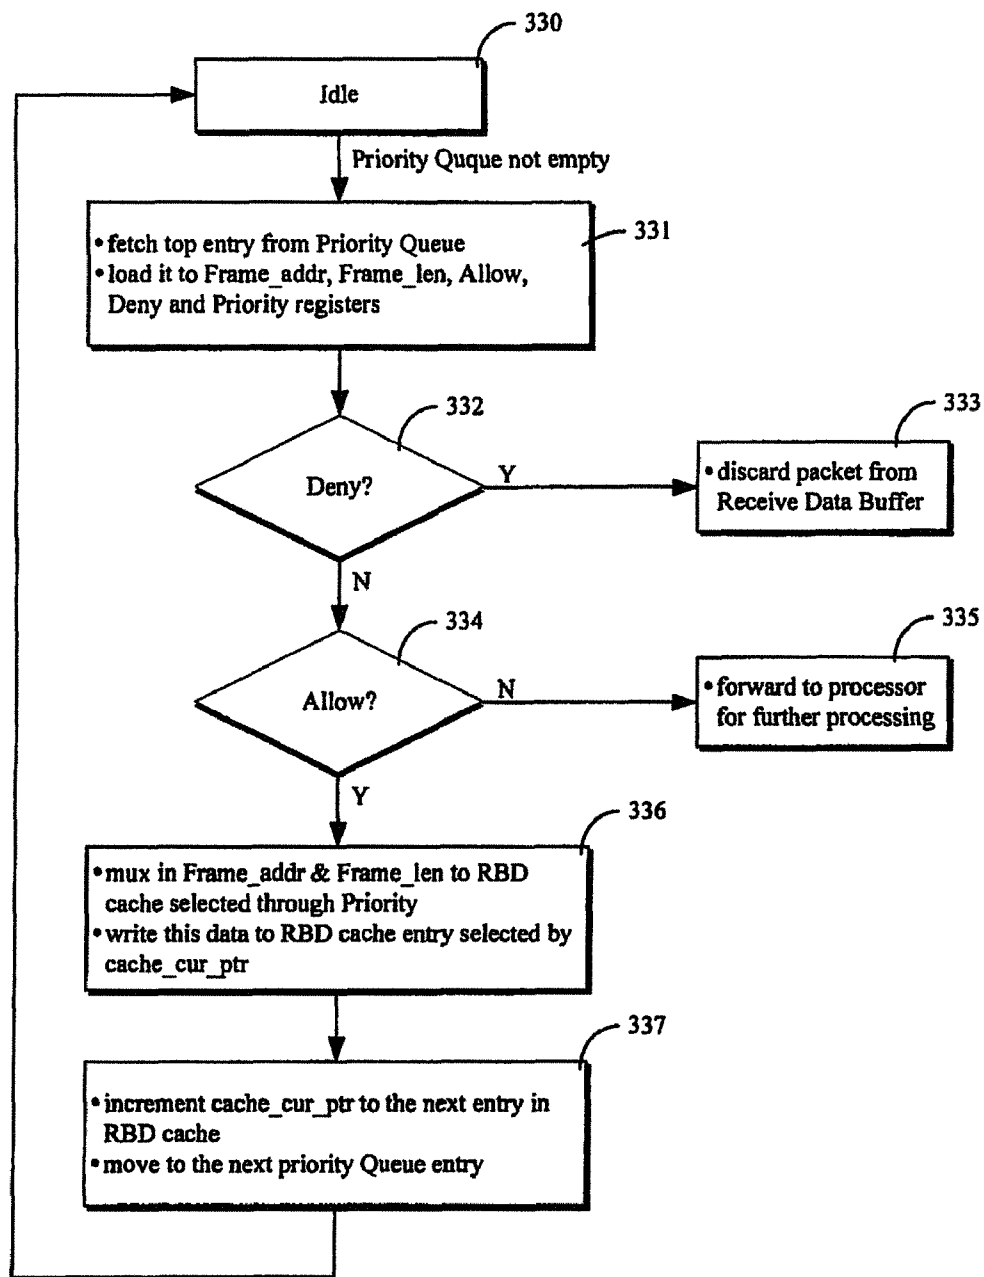 330
Idle
Priority Quque not empty
331
• fetch top entry from Priority Queue
• load it to Frame_addr, Frame_len, Allow,
Deny and Priority registers
332
Deny?
Y
333
• discard packet from
Receive Data Buffer
N
334
Allow?
N
335
• forward to processor
for further processing
Y
336
• mux in Frame_addr & Frame_len to RBD
cache selected through Priority
• write this data to RBD cache entry selected by
cache_cur_ptr
337
• increment cache_cur_ptr to the next entry in
RBD cache
• move to the next priority Queue entry